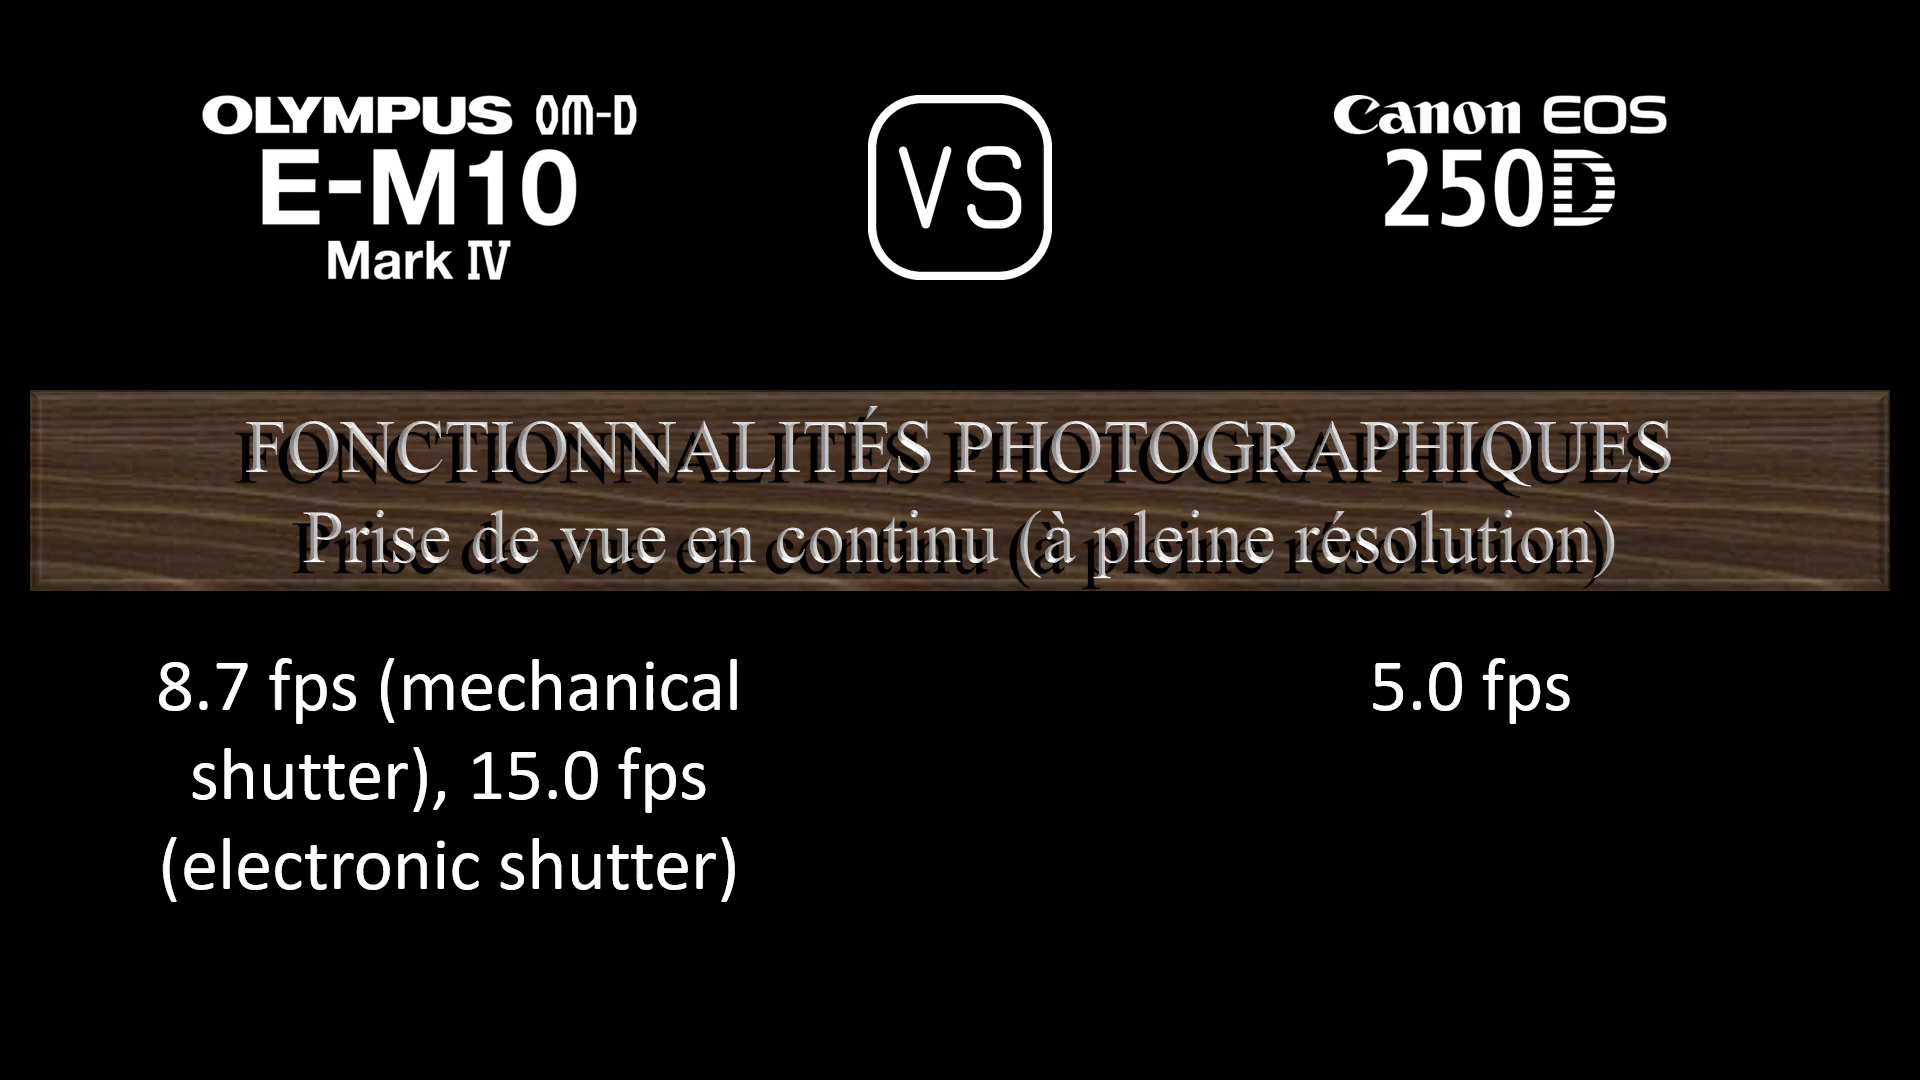 OLYMPUS OM-D
E-M10
Mark IV
VS
Canon EOS
250D
FONCTIONNALITÉS PHOTOGRAPHIQUES
Prise de vue en continu (à pleine résolution)
8.7 fps (mechanical
shutter), 15.0 fps
(electronic shutter)
5.0 fps